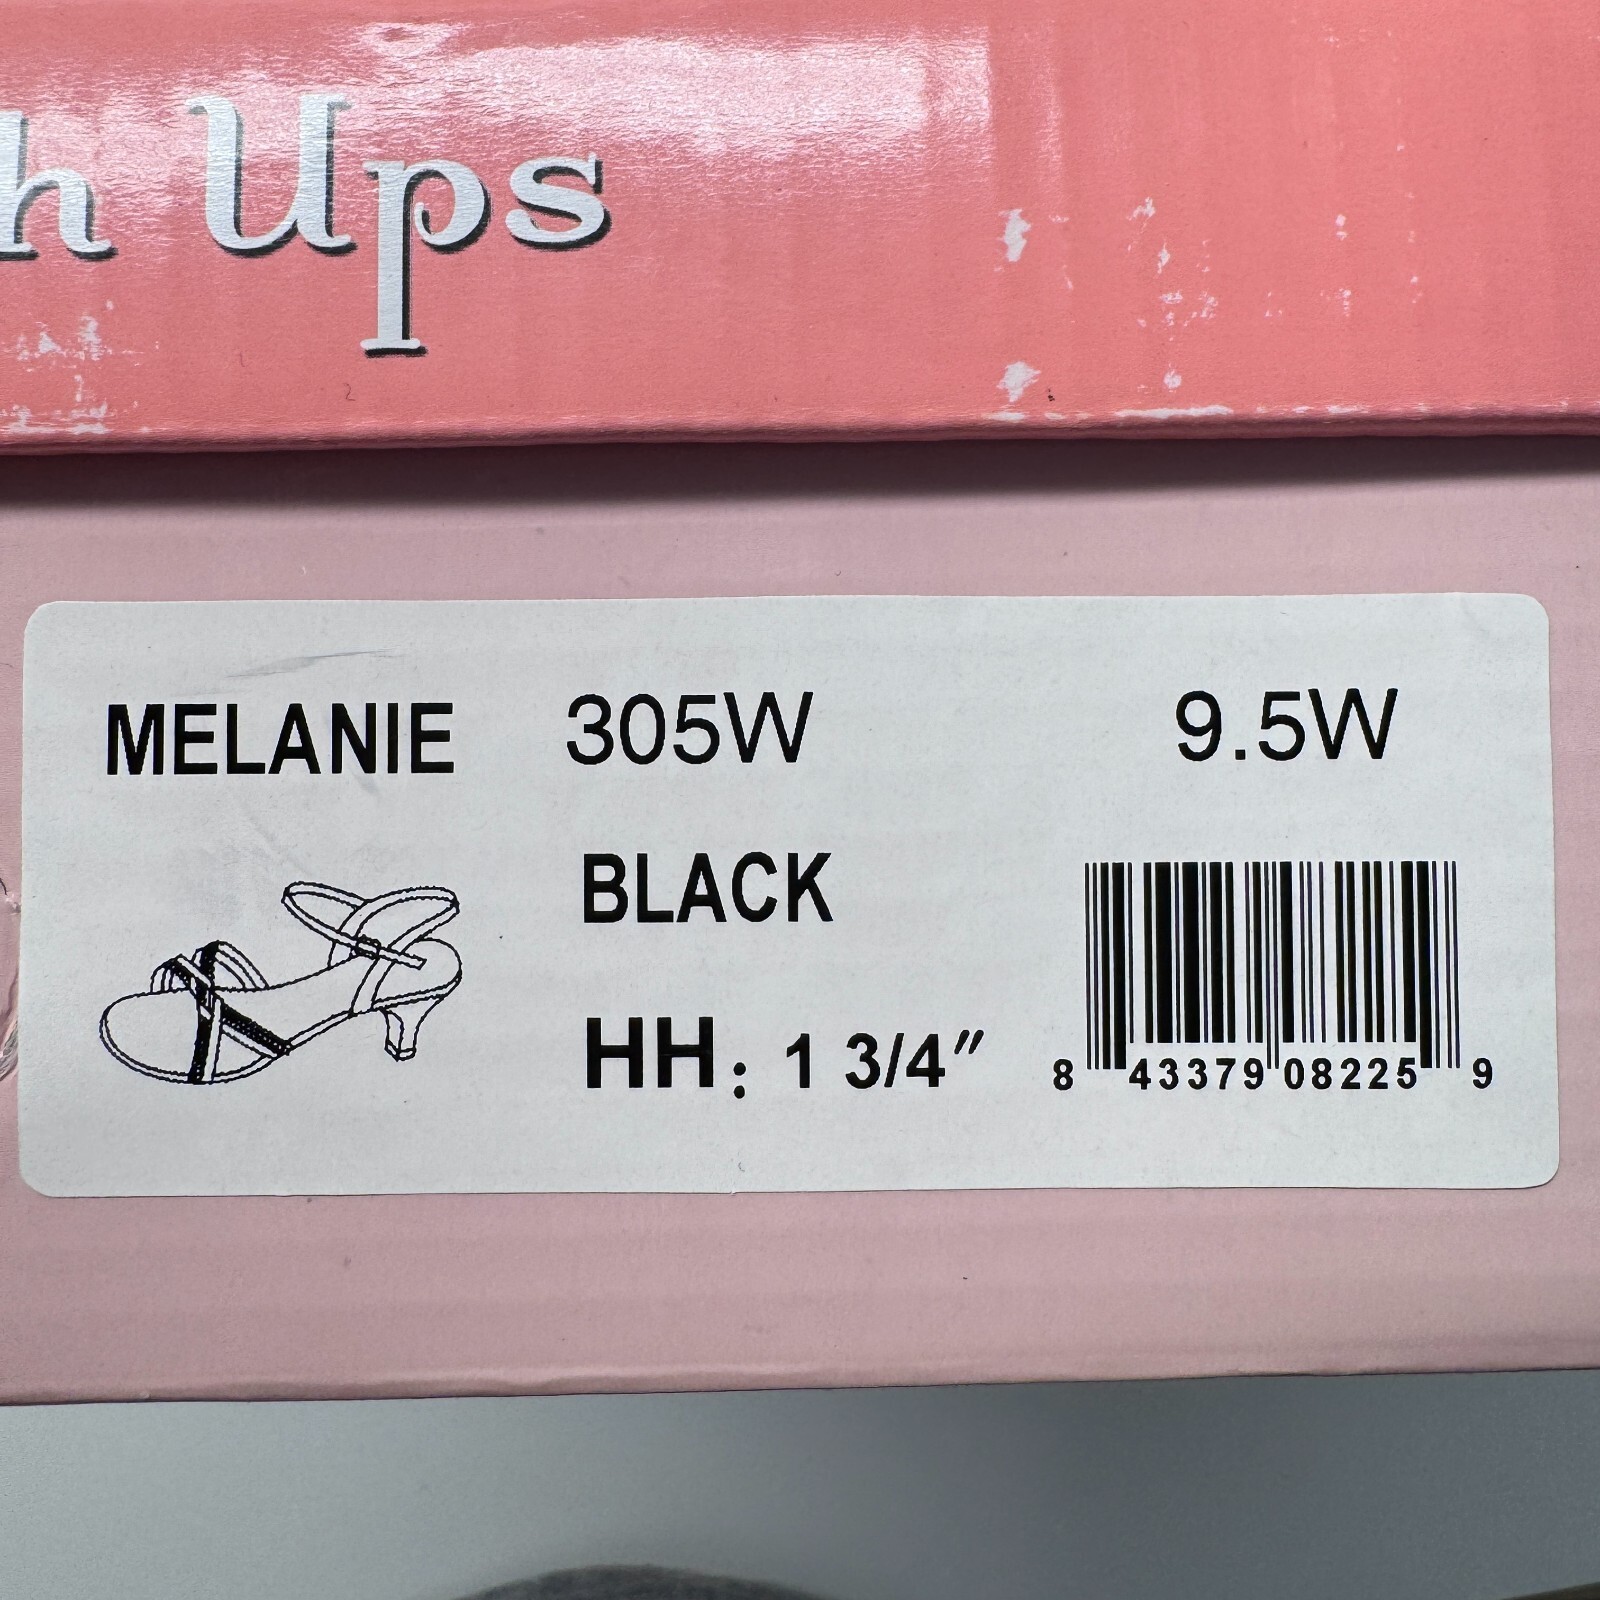 h Ups
MELANIE 305W 9.5W
BLACK
HH: 1 3/4"
8 43379 08225 9